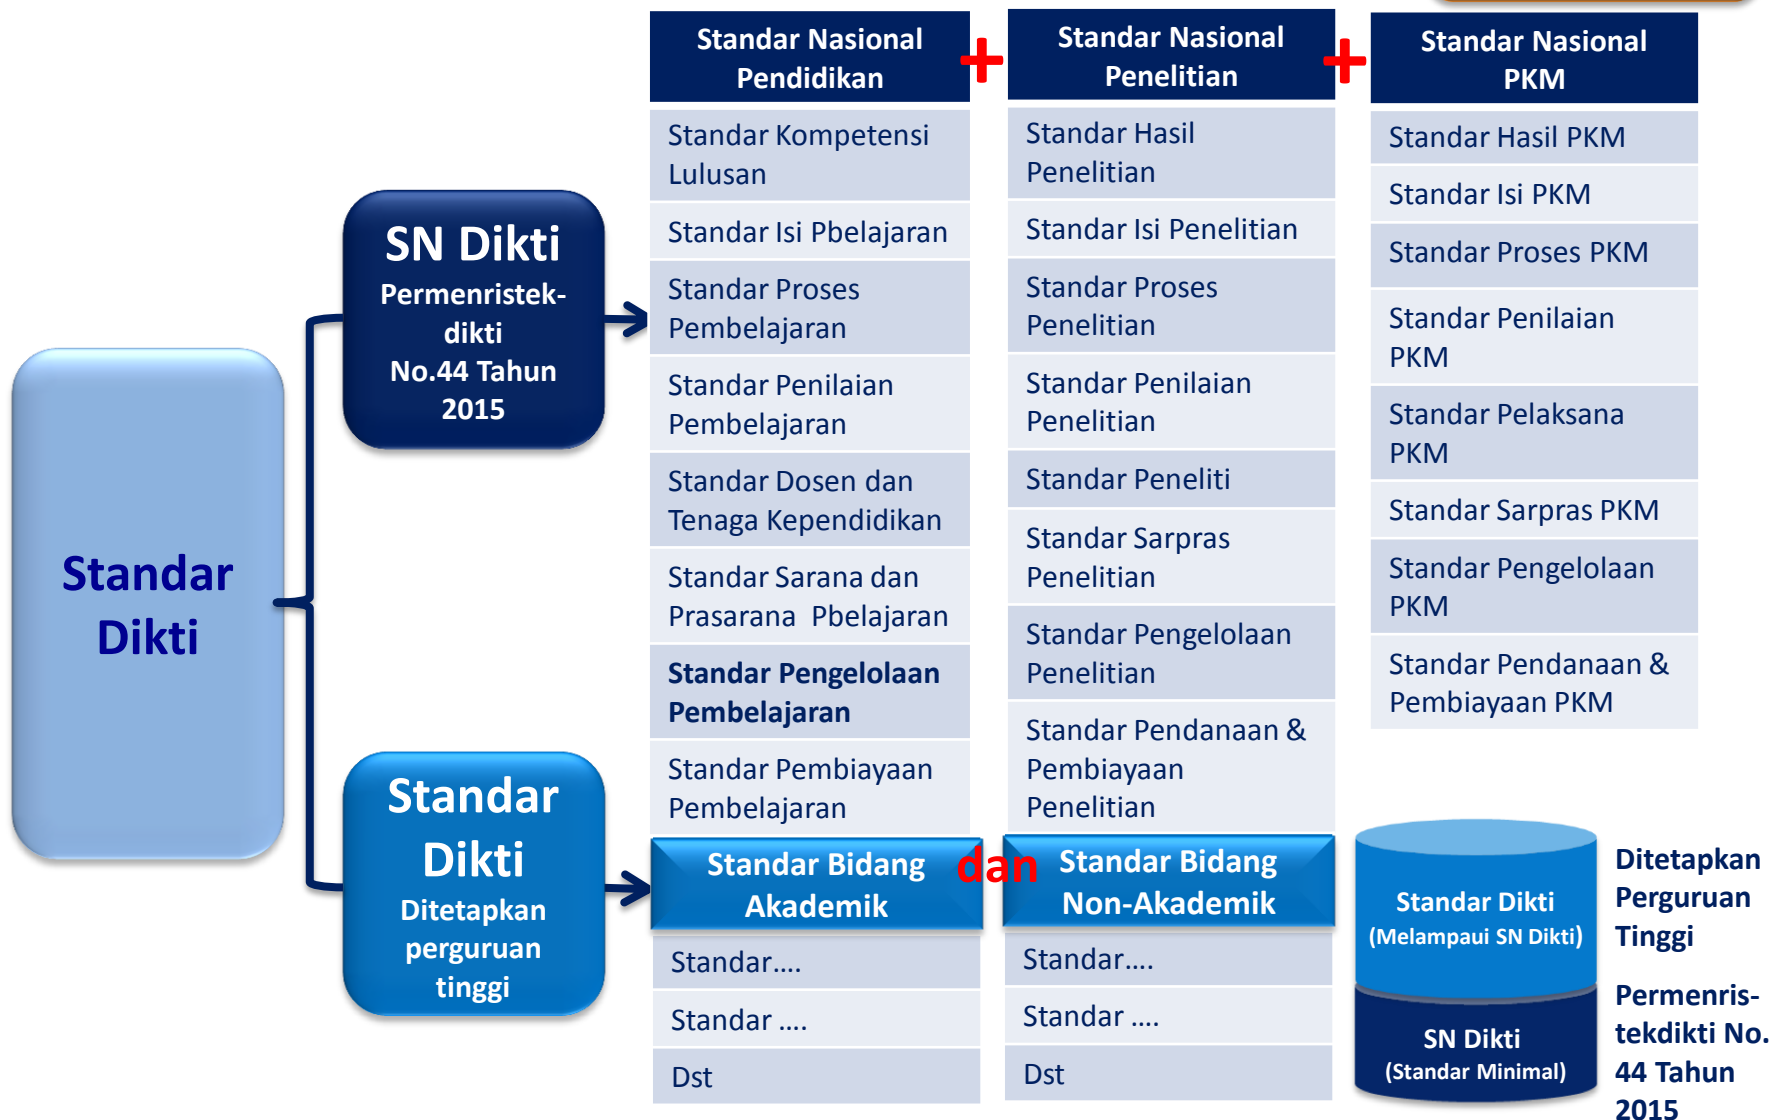 Standar
Dikti
SN Dikti
Permenristek-
dikti
No.44 Tahun
2015
Standar
Dikti
Ditetapkan
perguruan
tinggi
Standar Nasional
Pendidikan
Standar Kompetensi
Lulusan
Standar Isi Pbelajaran
Standar Proses
Pembelajaran
Standar Penilaian
Pembelajaran
Standar Dosen dan
Tenaga Kependidikan
Standar Sarana dan
Prasarana Pbelajaran
Standar Pengelolaan
Pembelajaran
Standar Pembiayaan
Pembelajaran
+
Standar Nasional
Penelitian
Standar Hasil
Penelitian
Standar Isi Penelitian
Standar Proses
Penelitian
Standar Penilaian
Penelitian
Standar Peneliti
Standar Sarpras
Penelitian
Standar Pengelolaan
Penelitian
Standar Pendanaan &
Pembiayaan
Penelitian
+
Standar Nasional
PKM
Standar Hasil PKM
Standar Isi PKM
Standar Proses PKM
Standar Penilaian
PKM
Standar Pelaksana
PKM
Standar Sarpras PKM
Standar Pengelolaan
PKM
Standar Pendanaan &
Pembiayaan PKM
Standar Bidang
Akademik
Standar....
Standar ....
Dst
dan
Standar Bidang
Non-Akademik
Standar....
Standar ....
Dst
Standar Dikti
(Melampaui SN Dikti)
SN Dikti
(Standar Minimal)
Ditetapkan
Perguruan
Tinggi
Permenris-
tekdikti No.
44 Tahun
2015